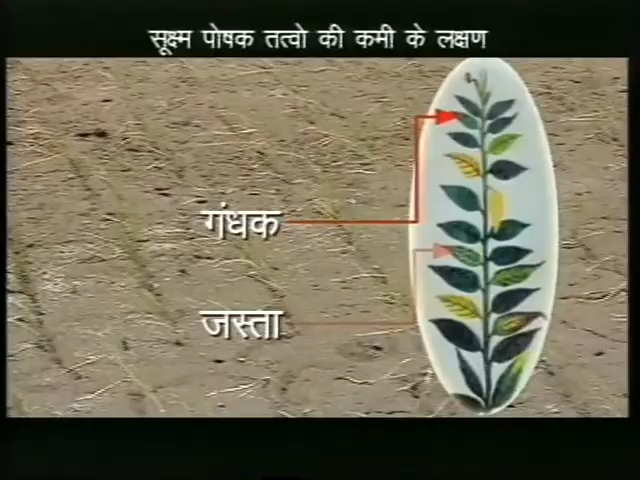 सूक्ष्म पोषक तत्वो की कमी के लक्षण
गंधक
जस्ता